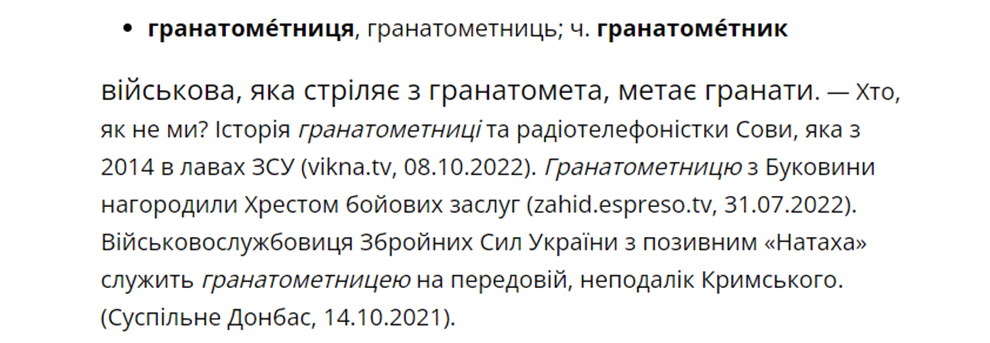 • гранатоме́тниця, гранатометниць; ч. гранатоме́тник
військова, яка стріляє з гранатомета, метає гранати. — Хто,
як не ми? Історія гранатометниці та радіотелефоністки Сови, яка з
2014 в лавах ЗСУ (vikna.tv, 08.10.2022). Гранатометницю з Буковини
нагородили Хрестом бойових заслуг (zahid.espreso.tv, 31.07.2022).
Військовослужбовиця Збройних Сил України з позивним «Натаха»
служить гранатометницею на передовій, неподалік Кримського.
(Суспільне Донбас, 14.10.2021).